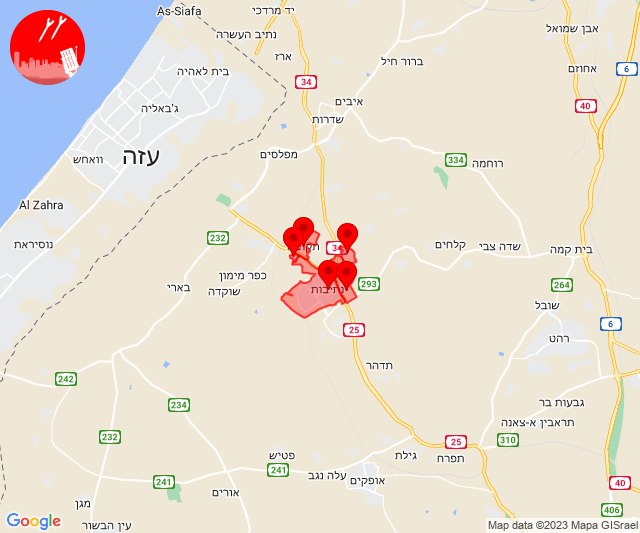 As-Siafa
יד מרדכי
נתיב העשרה
אבן שמואל
ארז
ברור חיל
בית לאהיה
6
אחוזם
34
ג'באליה
איבים
40
שדרות
עזה
וואחש
מפלסים
334
רוחמה
Al Zahra
נוסיראת
232
34
קלחים
שדה צבי
בית קמה
כפר מימון
שוקדה
בארי
נתיבות
293
264
שובל
25
6
רהט
תדהר
242
234
גבעות בר
תראבין א-צאנה
232
25
310
פטיש
גילת
תפרח
241
241
עלה נגב
אופקים
מגן
אורים
40
406
עין הבשור
Google
Map data ©2023 Mapa GISrael